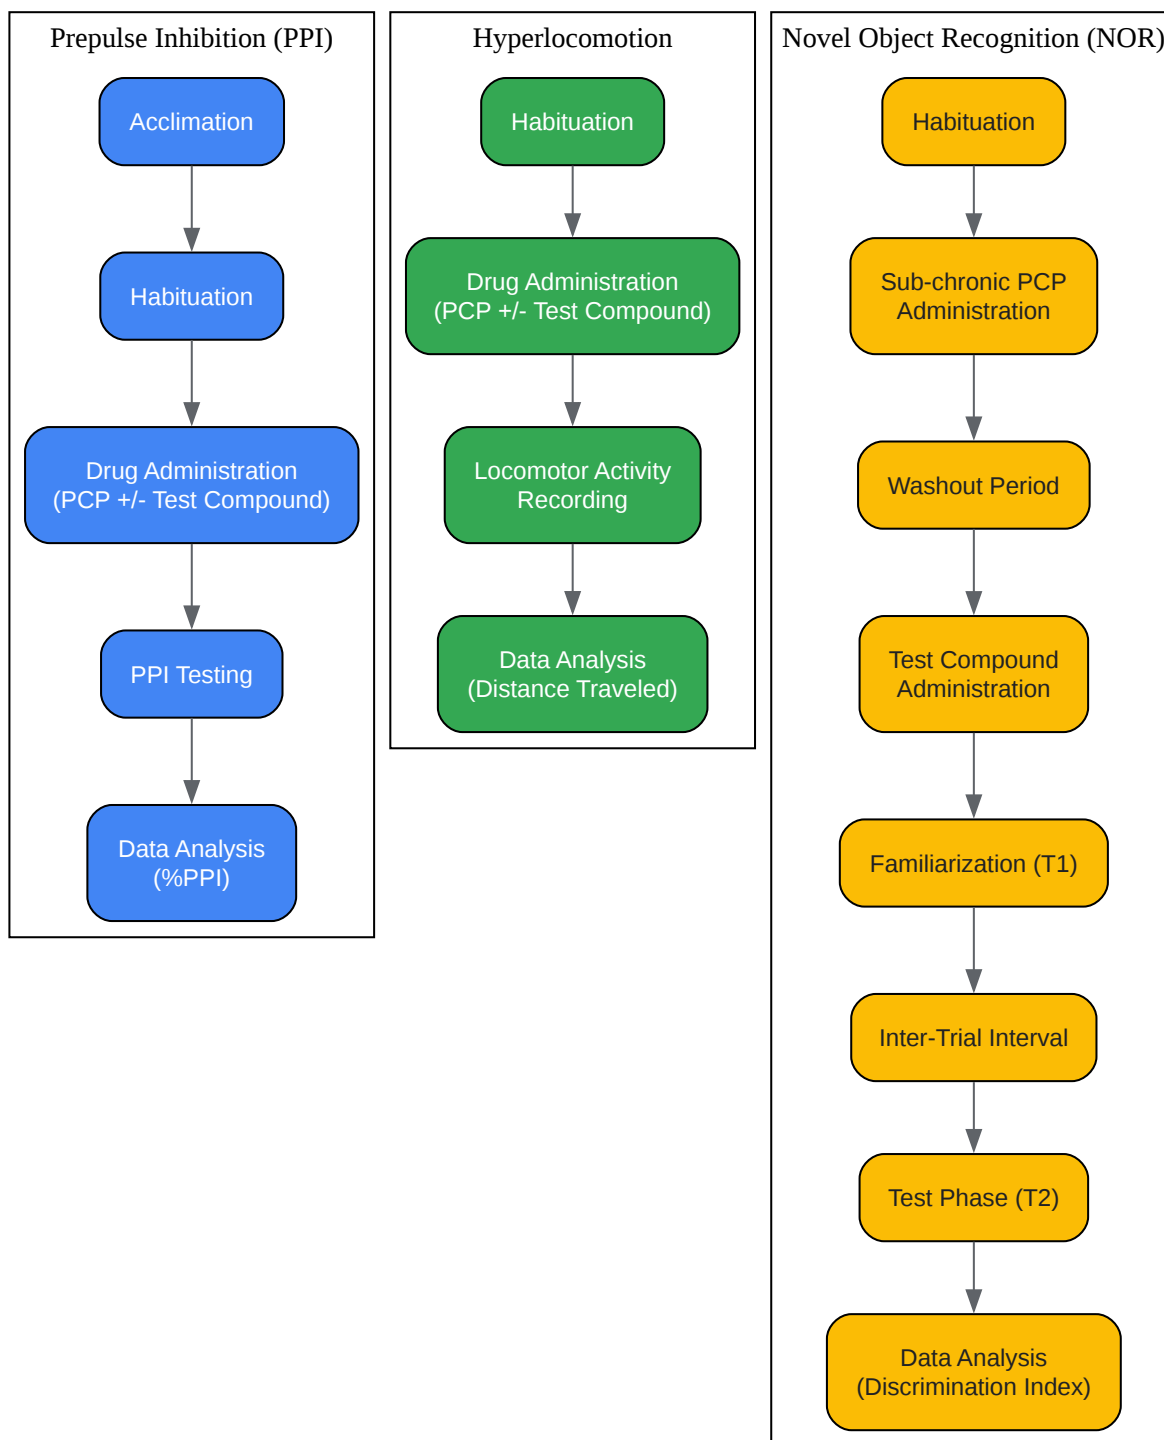 Prepulse Inhibition (PPI)
Acclimation
Habituation
Drug Administration
(PCP +/- Test Compound)
PPI Testing
Data Analysis
(%PPI)
Hyperlocomotion
Habituation
Drug Administration
(PCP +/- Test Compound)
Locomotor Activity
Recording
Data Analysis
(Distance Traveled)
Novel Object Recognition (NOR)
Habituation
Sub-chronic PCP
Administration
Washout Period
Test Compound
Administration
Familiarization (T1)
Inter-Trial Interval
Test Phase (T2)
Data Analysis
(Discrimination Index)